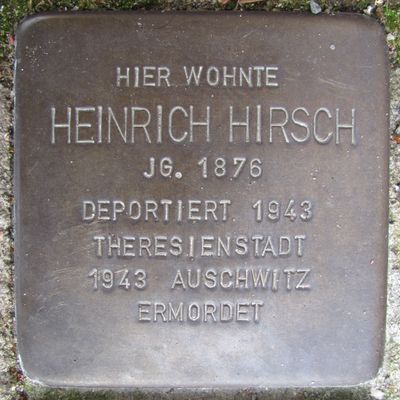 HIER WOHNTE
HEINRICH HIRSCH
JG. 1876
DEPORTIERT 1943
THERESIENSTADT
1943 AUSCHWITZ
ERMORDET